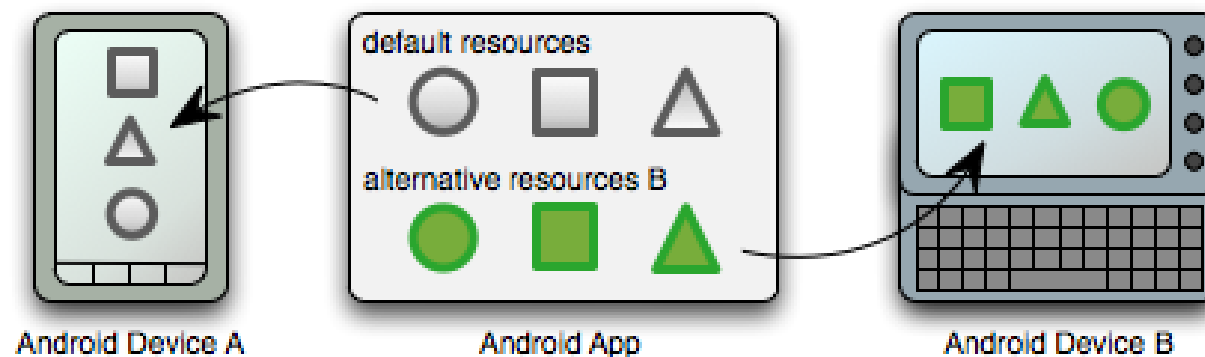 default resources
alternative resources B
Android Device A
Android App
Android Device B